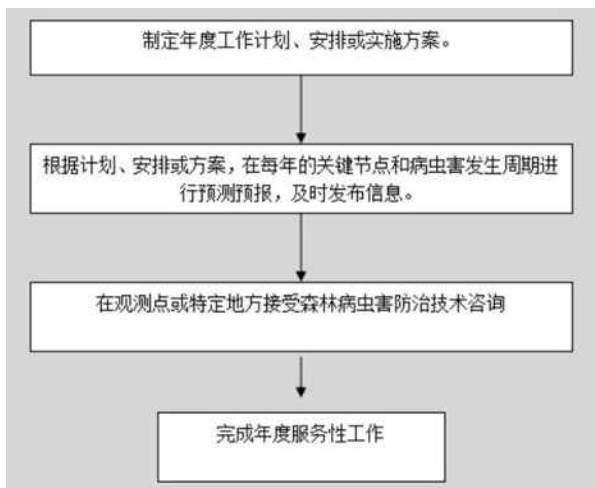 制定年度工作计划、安排或实施方案。
根据计划、安排或方案，在每年的关键节点和病虫害发生周期进
行预测预报，及时发布信息。
在观测点或特定地方接受森林病虫害防治技术咨询
完成年度服务性工作